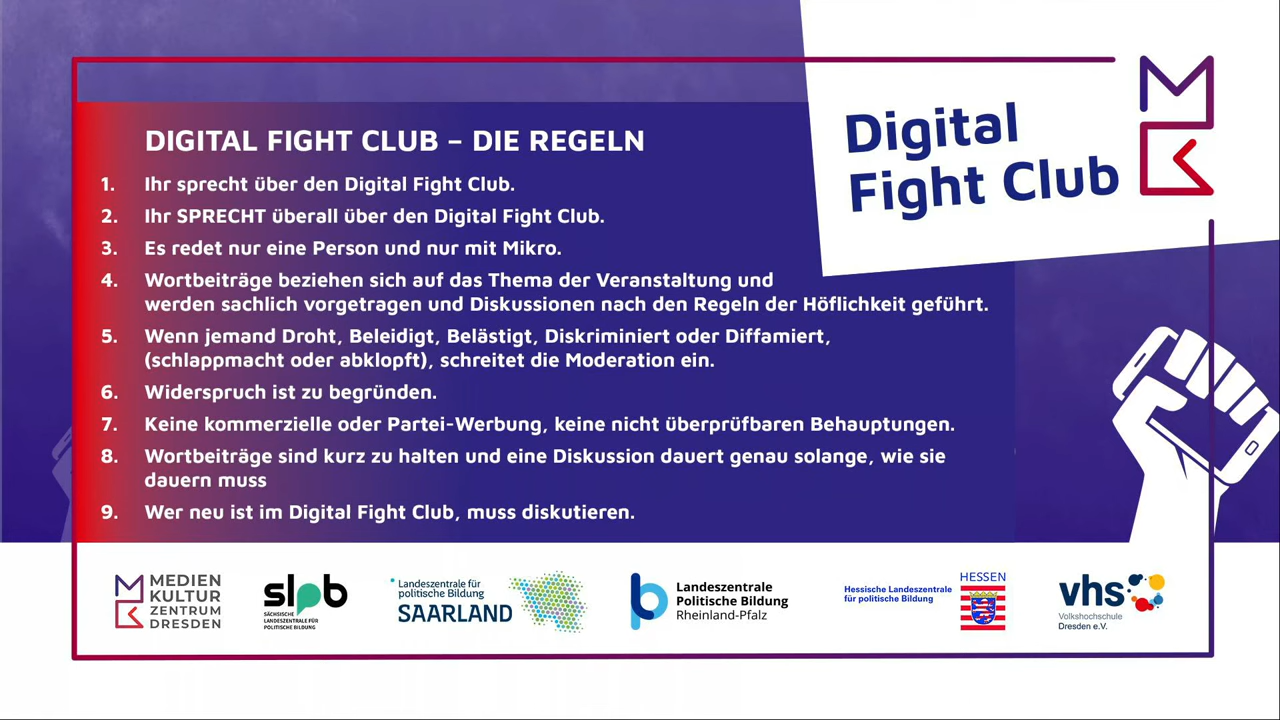 Digital
Fight Club
DIGITAL FIGHT CLUB – DIE REGELN
1. Ihr sprecht über den Digital Fight Club.
2. Ihr SPRECHT überall über den Digital Fight Club.
3. Es redet nur eine Person und nur mit Mikro.
4. Wortbeiträge beziehen sich auf das Thema der Veranstaltung und
werden sachlich vorgetragen und Diskussionen nach den Regeln der Höflichkeit geführt.
5. Wenn jemand Droht, Beleidigt, Belästigt, Diskriminiert oder Diffamiert,
(schlappmacht oder abklopft), schreitet die Moderation ein.
6. Widerspruch ist zu begründen.
7. Keine kommerzielle oder Partei-Werbung, keine nicht überprüfbaren Behauptungen.
8. Wortbeiträge sind kurz zu halten und eine Diskussion dauert genau solange, wie sie
dauern muss
9. Wer neu ist im Digital Fight Club, muss diskutieren.
MEDIEN
KULTUR
ZENTRUM
DRESDEN
slpb
SÄCHSISCHE
LANDESZENTRALE FÜR
POLITISCHE BILDUNG
Landeszentrale für
politische Bildung
SAARLAND
Landeszentrale
Politische Bildung
Rheinland-Pfalz
Hessische Landeszentrale
für politische Bildung
HESSEN
vhs
Volkshochschule
Dresden e.V.